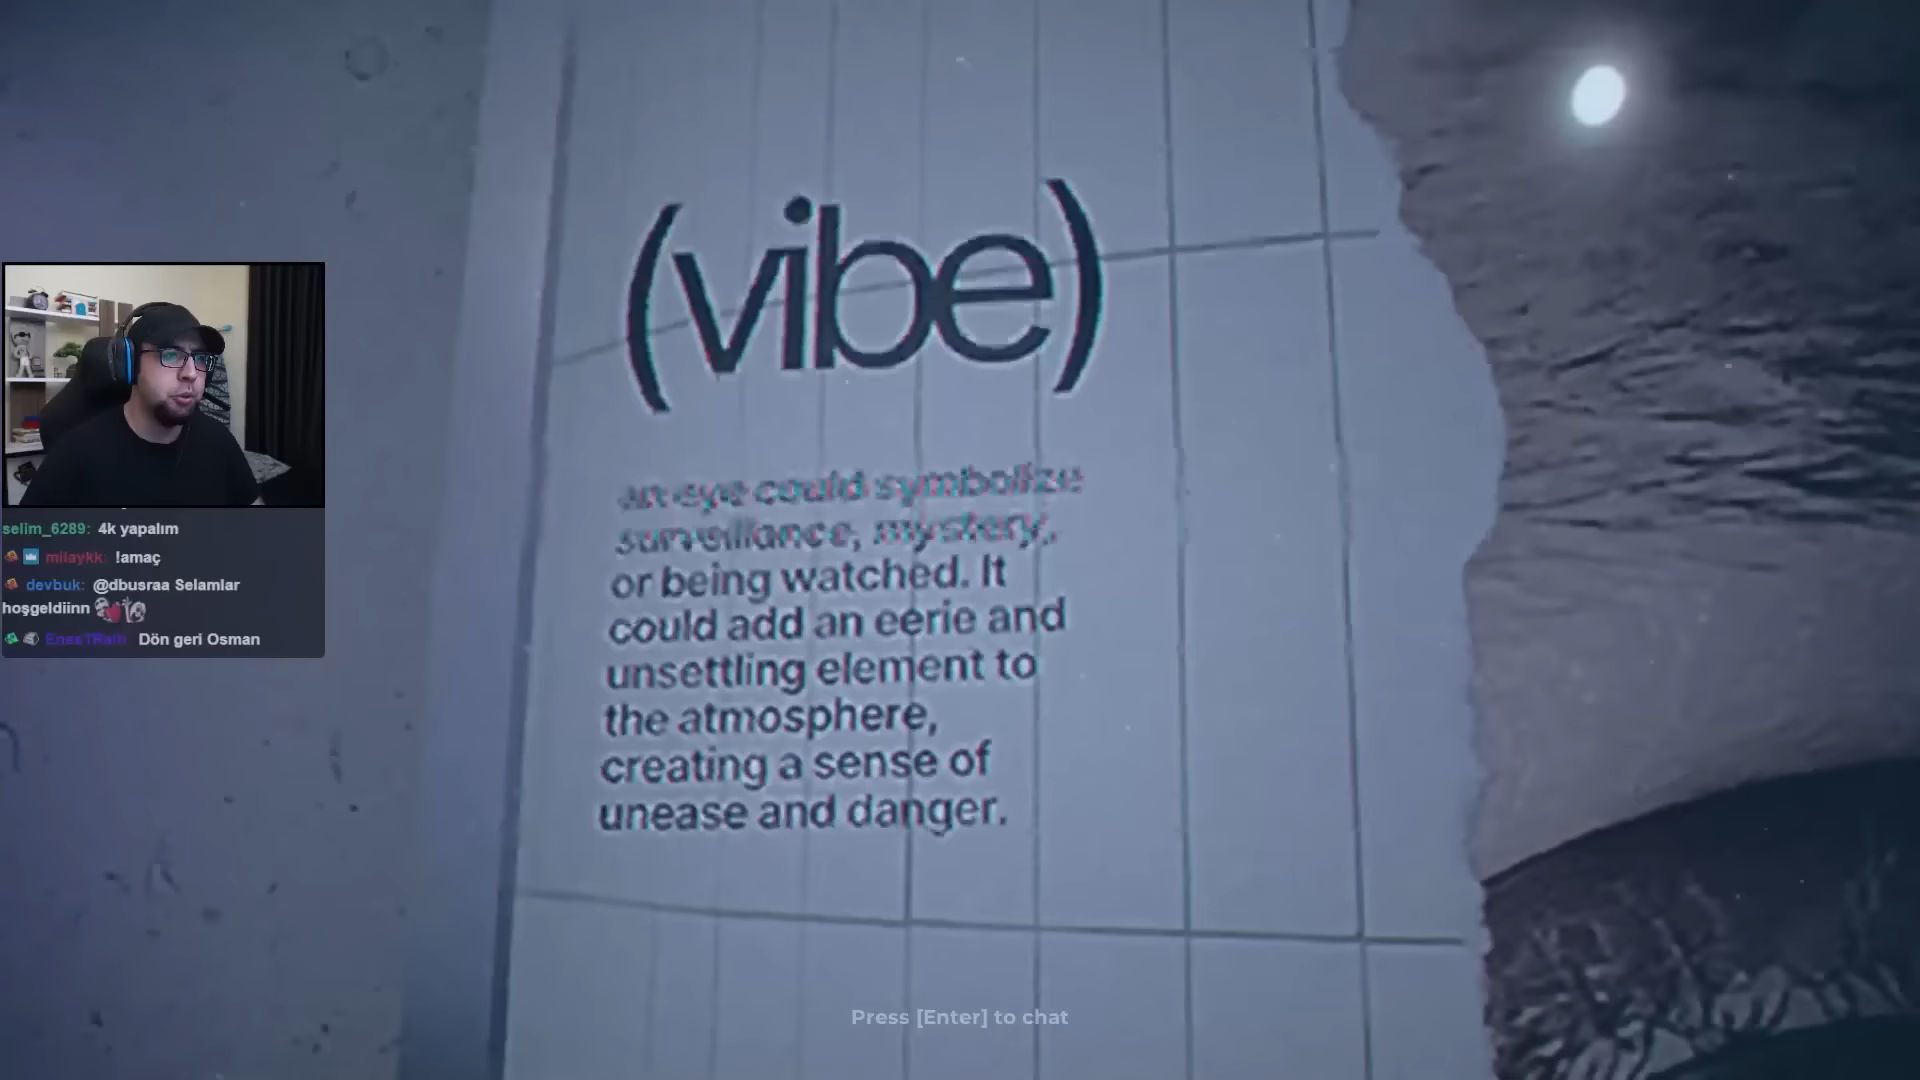 (vibe)
an eye could symbolize
surveillance, mystery,
or being watched. It
could add an eerie and
unsettling element to
the atmosphere,
creating a sense of
unease and danger.
selim_6289: 4k yapalım
milaykk: !amaç
devbuk: @dbusraa Selamlar
hoşgeldiinn
Dön geri Osman
Press [Enter] to chat